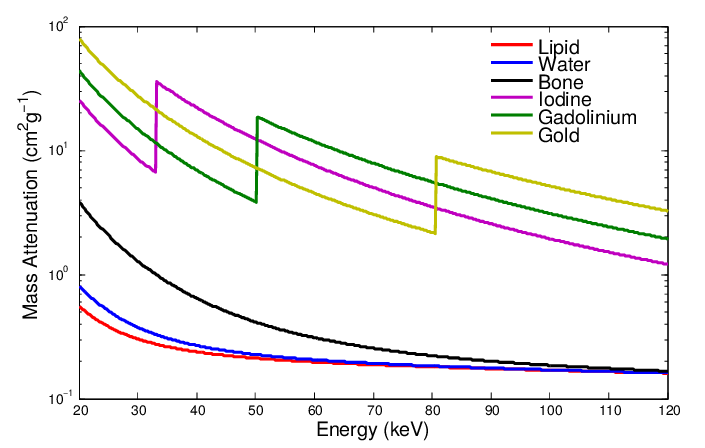 10²
10¹
10⁰
10⁻¹
Mass Attenuation (cm²g⁻¹)
Lipid
Water
Bone
Iodine
Gadolinium
Gold
20 30 40 50 60 70 80 90 100 110 120
Energy (keV)